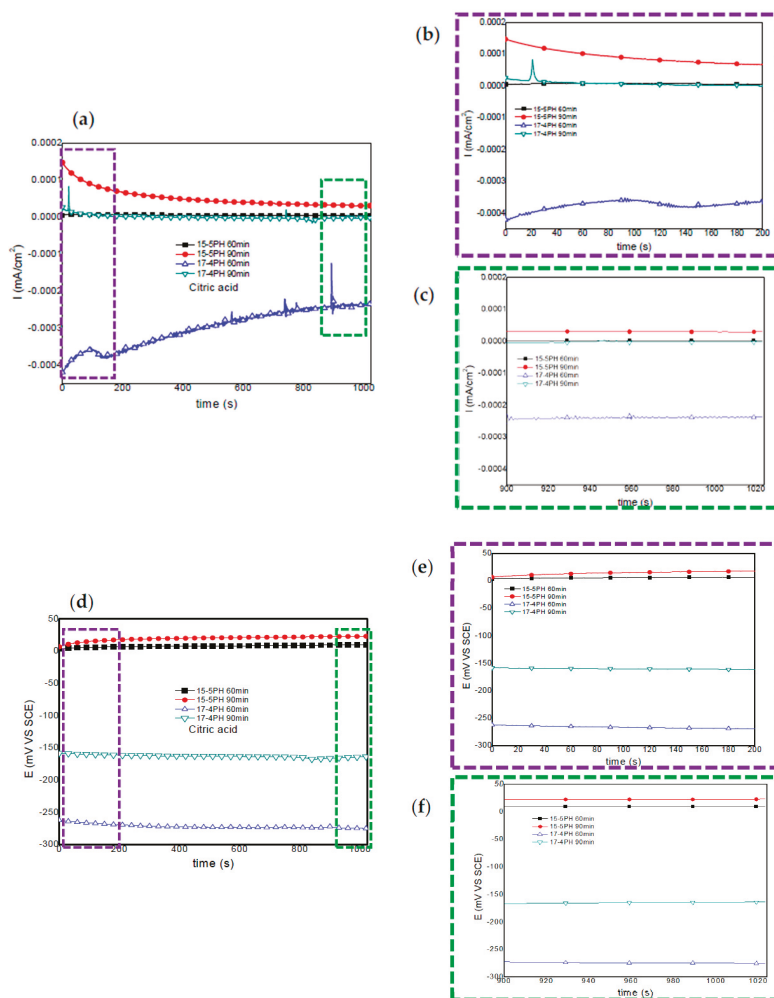 (a)
I (mA/cm²)
0.0002
0.0001
0.0000
-0.0001
-0.0002
-0.0003
-0.0004
15-5PH 60min
15-5PH 90min
17-4PH 60min
17-4PH 90min
Citric acid
0 200 400 600 800 1000
time (s)
(b)
I (mA/cm²)
0.0002
0.0001
0.0000
-0.0001
-0.0002
-0.0003
-0.0004
15-5PH 60min
15-5PH 90min
17-4PH 60min
17-4PH 90min
0 20 40 60 80 100 120 140 160 180 200
time (s)
(c)
I (mA/cm²)
0.0002
0.0001
0.0000
-0.0001
-0.0002
-0.0003
-0.0004
15-5PH 60min
15-5PH 90min
17-4PH 60min
17-4PH 90min
900 920 940 960 980 1000 1020
time (s)
(d)
E (mV VS SCE)
50
0
-50
-100
-150
-200
-250
-300
15-5PH 60min
15-5PH 90min
17-4PH 60min
17-4PH 90min
Citric acid
0 200 400 600 800 1000
time (s)
(e)
E (mV VS SCE)
50
0
-50
-100
-150
-200
-250
-300
15-5PH 60min
15-5PH 90min
17-4PH 60min
17-4PH 90min
0 20 40 60 80 100 120 140 160 180 200
time (s)
(f)
E (mV VS SCE)
50
0
-50
-100
-150
-200
-250
-300
15-5PH 60min
15-5PH 90min
17-4PH 60min
17-4PH 90min
900 920 940 960 980 1000 1020
time (s)